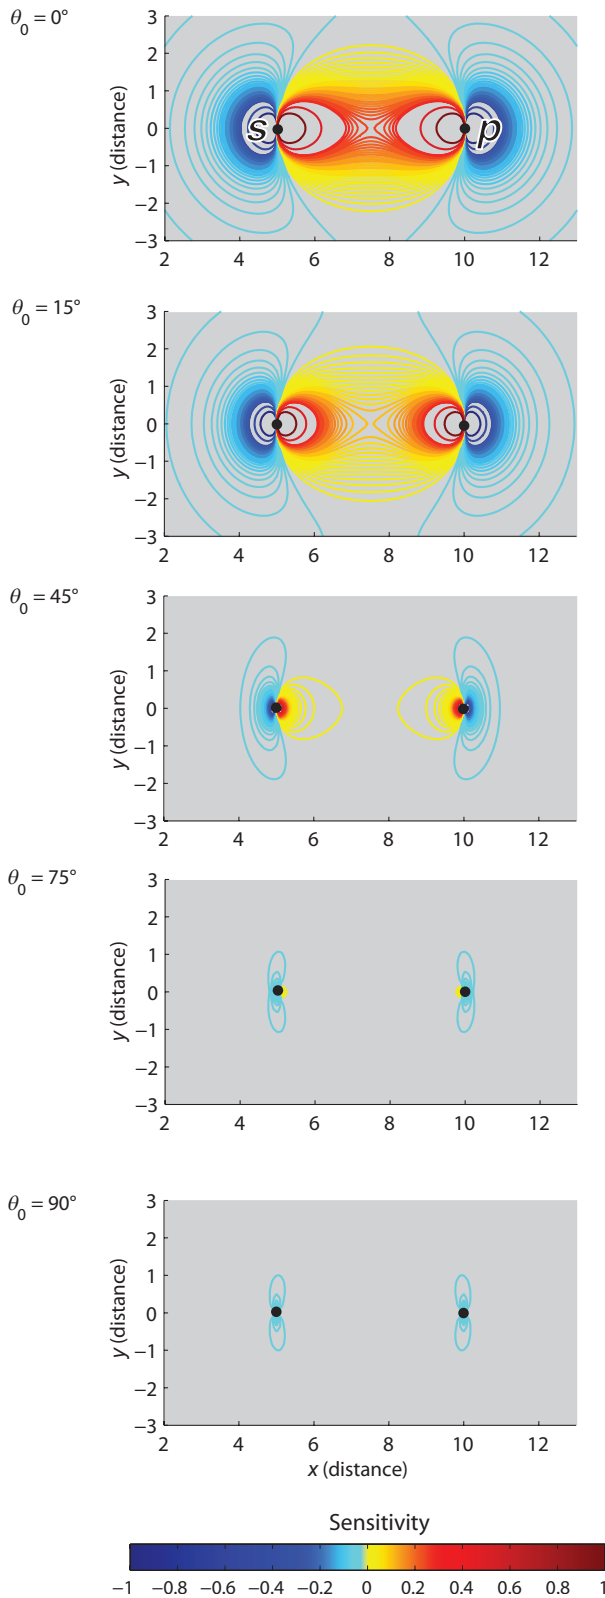 θ0 = 0°
3
2
1
0
−1
−2
−3
y (distance)
s
p
2 4 6 8 10 12
θ0 = 15°
3
2
1
0
−1
−2
−3
y (distance)
2 4 6 8 10 12
θ0 = 45°
3
2
1
0
−1
−2
−3
y (distance)
2 4 6 8 10 12
θ0 = 75°
3
2
1
0
−1
−2
−3
y (distance)
2 4 6 8 10 12
θ0 = 90°
3
2
1
0
−1
−2
−3
y (distance)
2 4 6 8 10 12
x (distance)
Sensitivity
−1 −0.8 −0.6 −0.4 −0.2 0 0.2 0.4 0.6 0.8 1